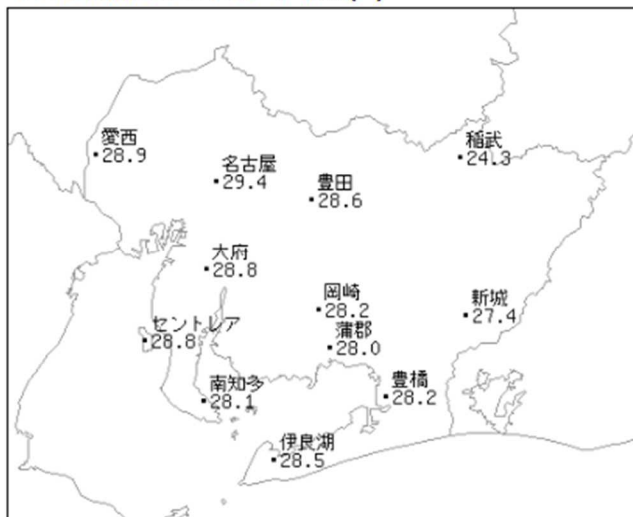 愛西
28.9
稲武
24.3
名古屋
29.4
豊田
28.6
大府
28.8
岡崎
28.2
新城
27.4
セントレア
28.8
蒲郡
28.0
南知多
28.1
豊橋
28.2
伊良湖
28.5